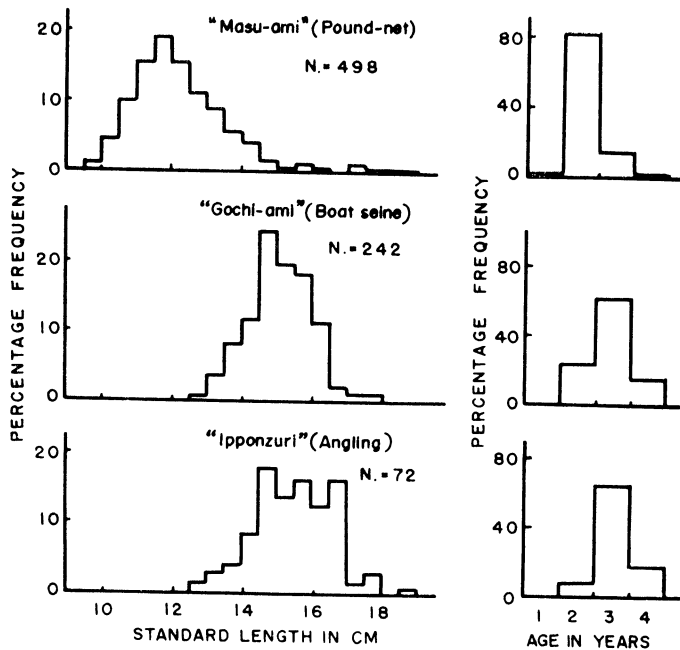 "Masu-ami" (Pound-net)
N.= 498
20
10
0
80
40
0
"Gochi-ami" (Boat seine)
N.= 242
20
10
0
80
40
0
"Ipponzuri" (Angling)
N.= 72
20
10
0
80
40
0
PERCENTAGE FREQUENCY
PERCENTAGE FREQUENCY
10 12 14 16 18
STANDARD LENGTH IN CM
1 2 3 4
AGE IN YEARS